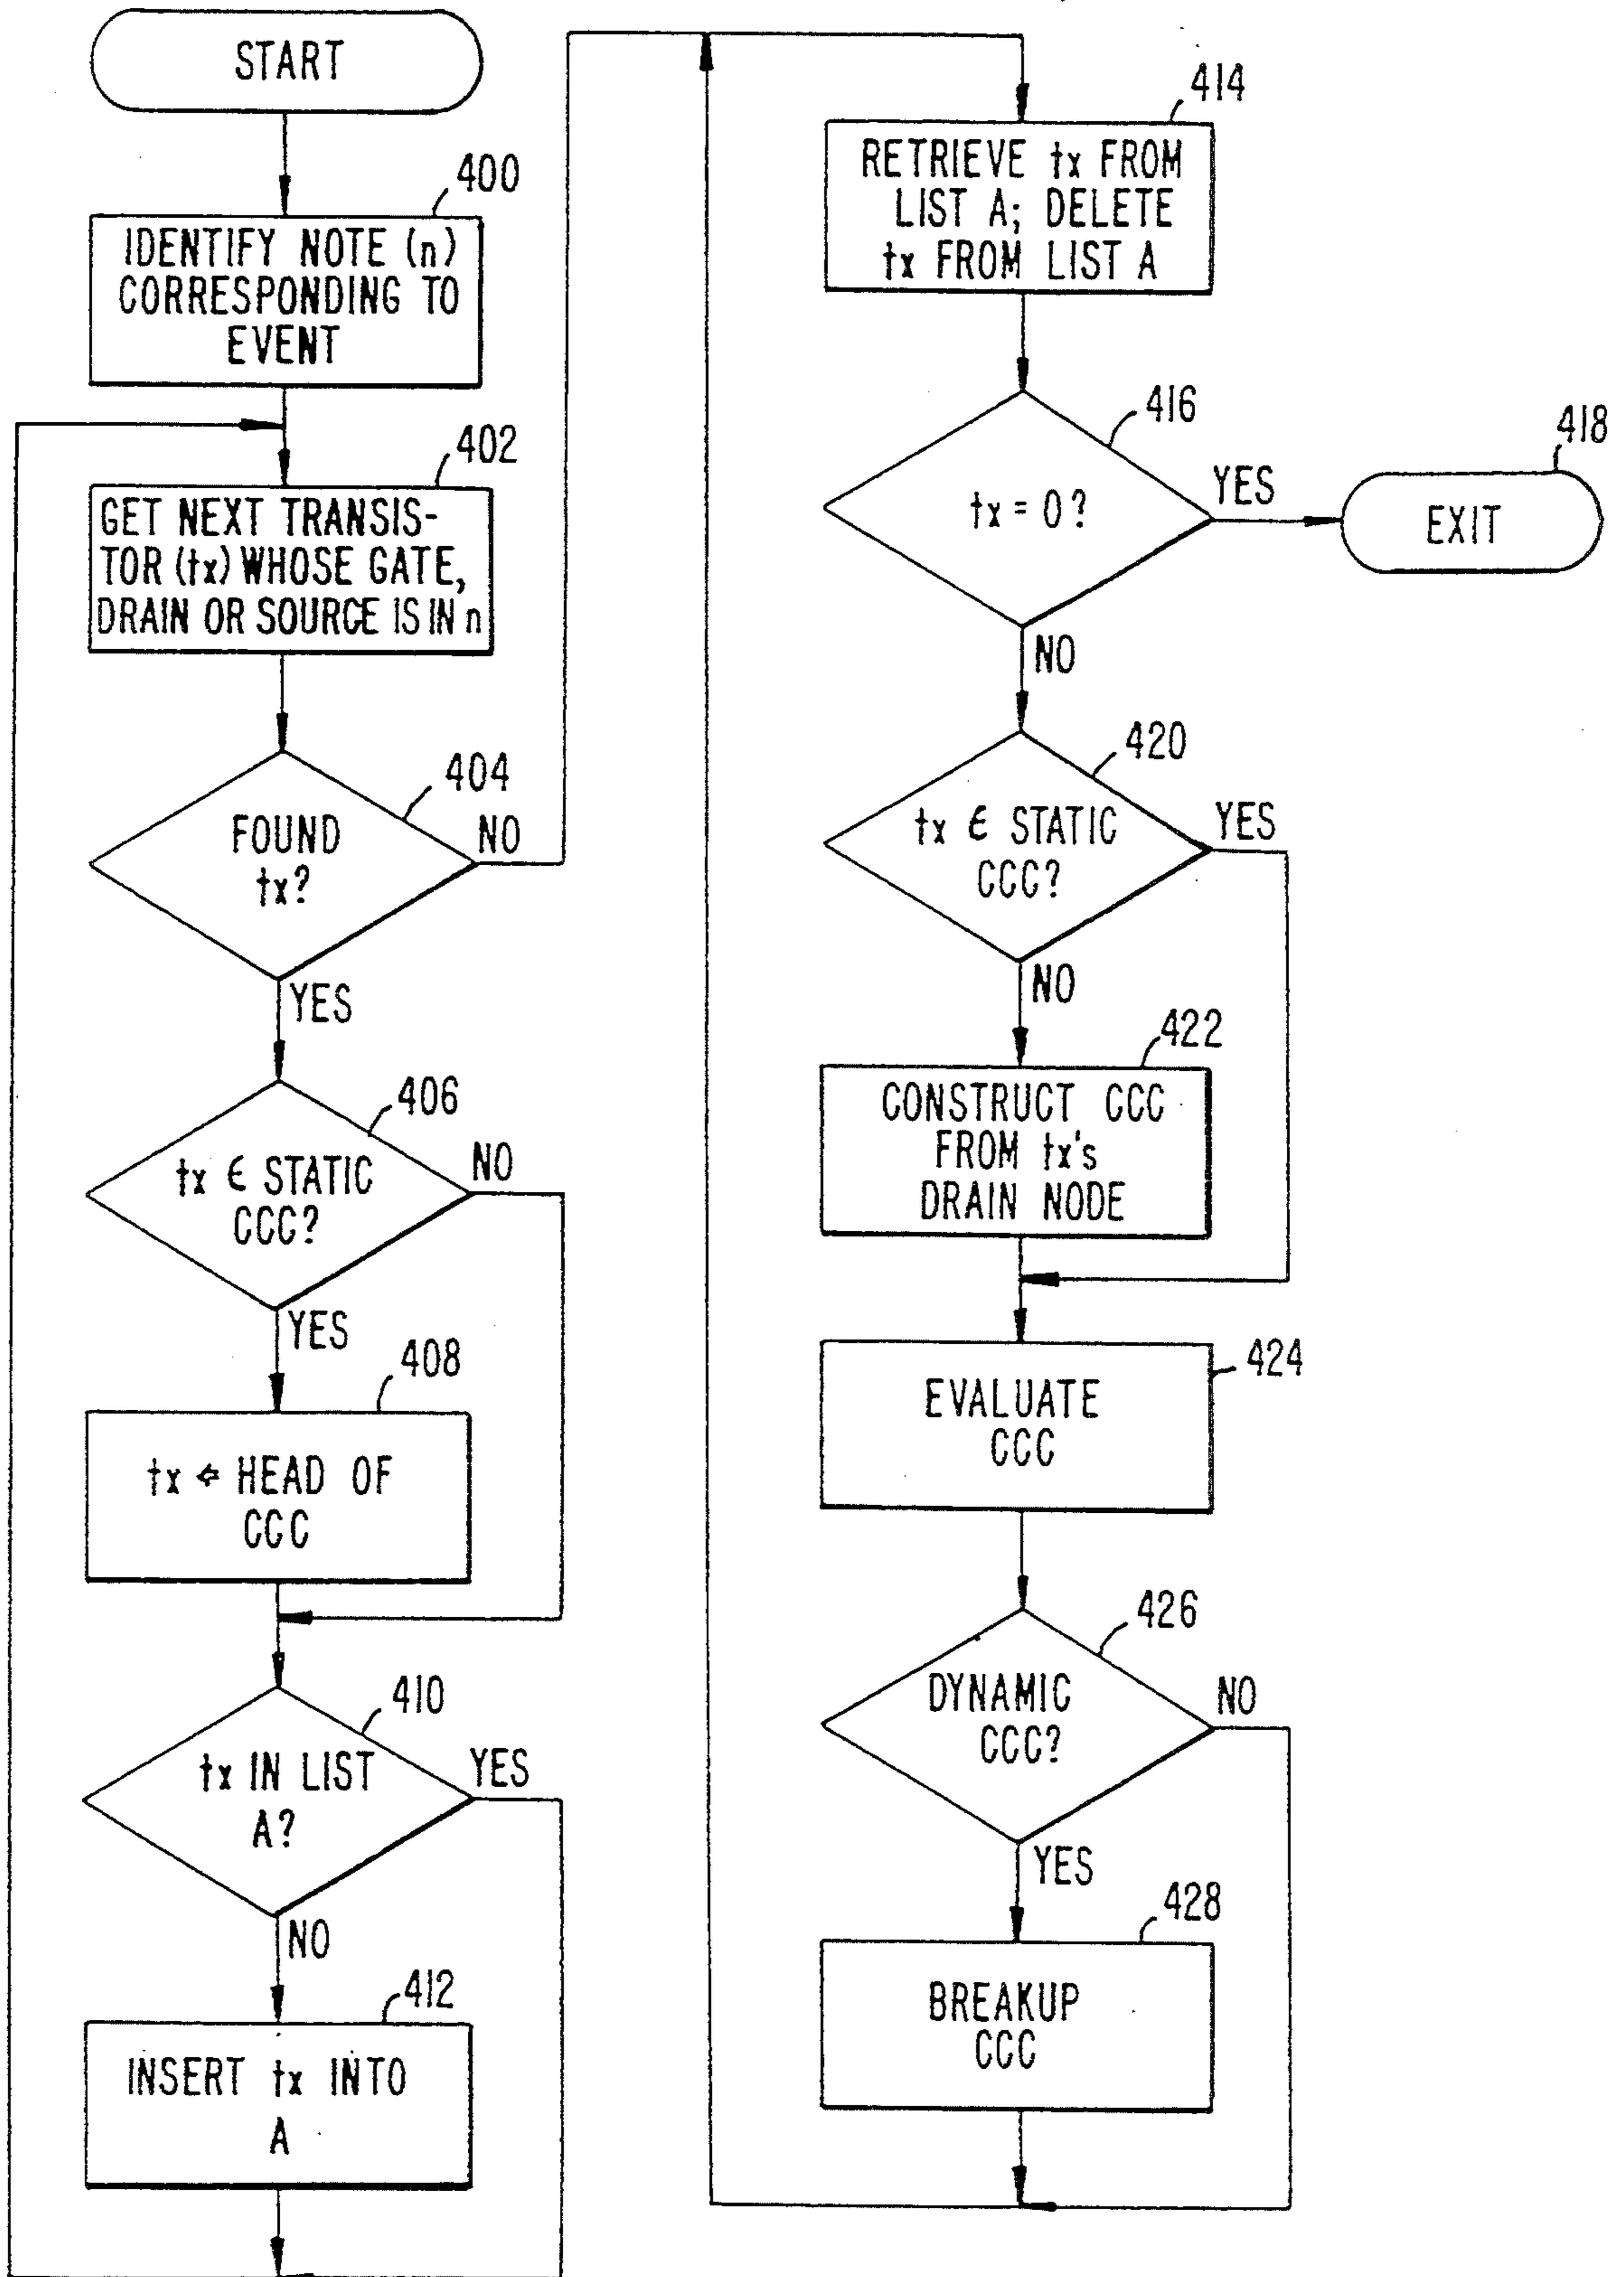 START
400
IDENTIFY NOTE (n)
CORRESPONDING TO
EVENT
402
GET NEXT TRANSIS-
TOR (tx) WHOSE GATE,
DRAIN OR SOURCE IS IN n
404
FOUND
tx?
NO
YES
406
tx ϵ STATIC
CCC?
NO
YES
408
tx ⇐ HEAD OF
CCC
410
tx IN LIST
A?
YES
NO
412
INSERT tx INTO
A
414
RETRIEVE tx FROM
LIST A; DELETE
tx FROM LIST A
416
tx = 0?
YES
418
EXIT
NO
420
tx ϵ STATIC
CCC?
YES
NO
422
CONSTRUCT CCC
FROM tx's
DRAIN NODE
424
EVALUATE
CCC
426
DYNAMIC
CCC?
NO
YES
428
BREAKUP
CCC